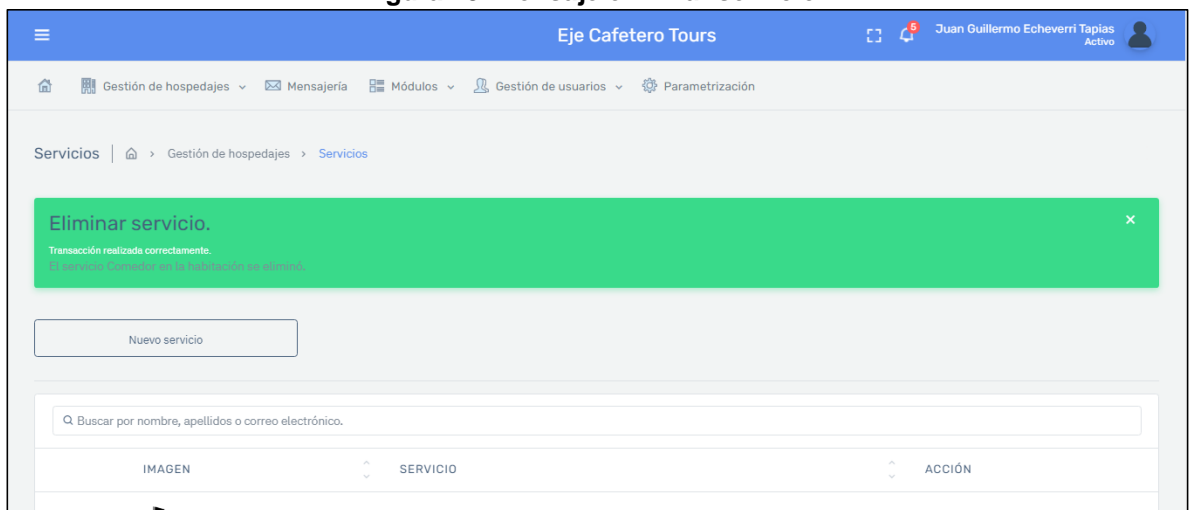 Eje Cafetero Tours
5
Juan Guillermo Echeverri Tapias
Activo
Gestión de hospedajes
Mensajería
Módulos
Gestión de usuarios
Parametrización
Servicios
Gestión de hospedajes
Servicios
Eliminar servicio.
Transacción realizada correctamente.
El servicio Comedor en la habitación se eliminó.
Nuevo servicio
Buscar por nombre, apellidos o correo electrónico.
IMAGEN
SERVICIO
ACCIÓN